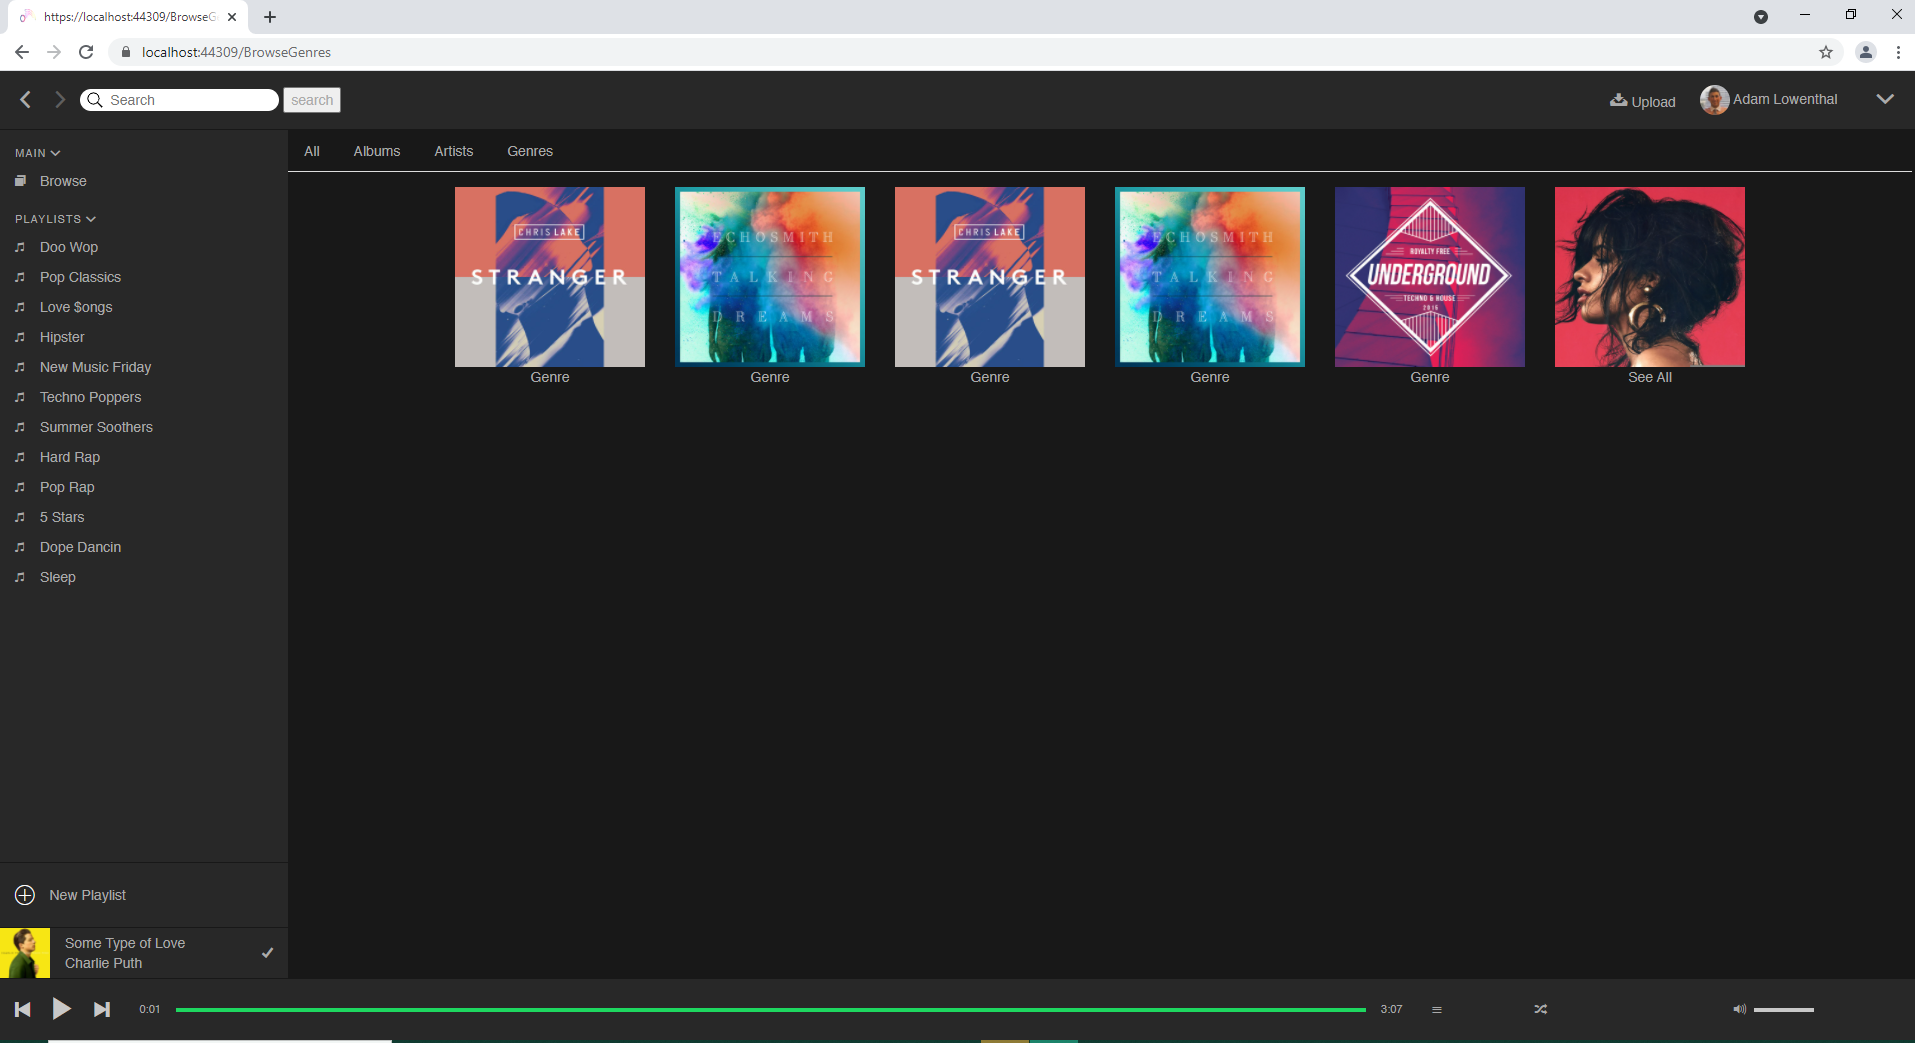 https://localhost:44309/BrowseG
localhost:44309/BrowseGenres
Search
search
Upload
Adam Lowenthal
MAIN
Browse
PLAYLISTS
Doo Wop
Pop Classics
Love $ongs
Hipster
New Music Friday
Techno Poppers
Summer Soothers
Hard Rap
Pop Rap
5 Stars
Dope Dancin
Sleep
New Playlist
Some Type of Love
Charlie Puth
All Albums Artists Genres
CHRIS LAKE
STRANGER
Genre
ECHOSMITH
TALKING
DREAMS
Genre
CHRIS LAKE
STRANGER
Genre
ECHOSMITH
TALKING
DREAMS
Genre
ROYALTY FREE
UNDERGROUND
TECHNO & HOUSE
2015
Genre
See All
0:01
3:07